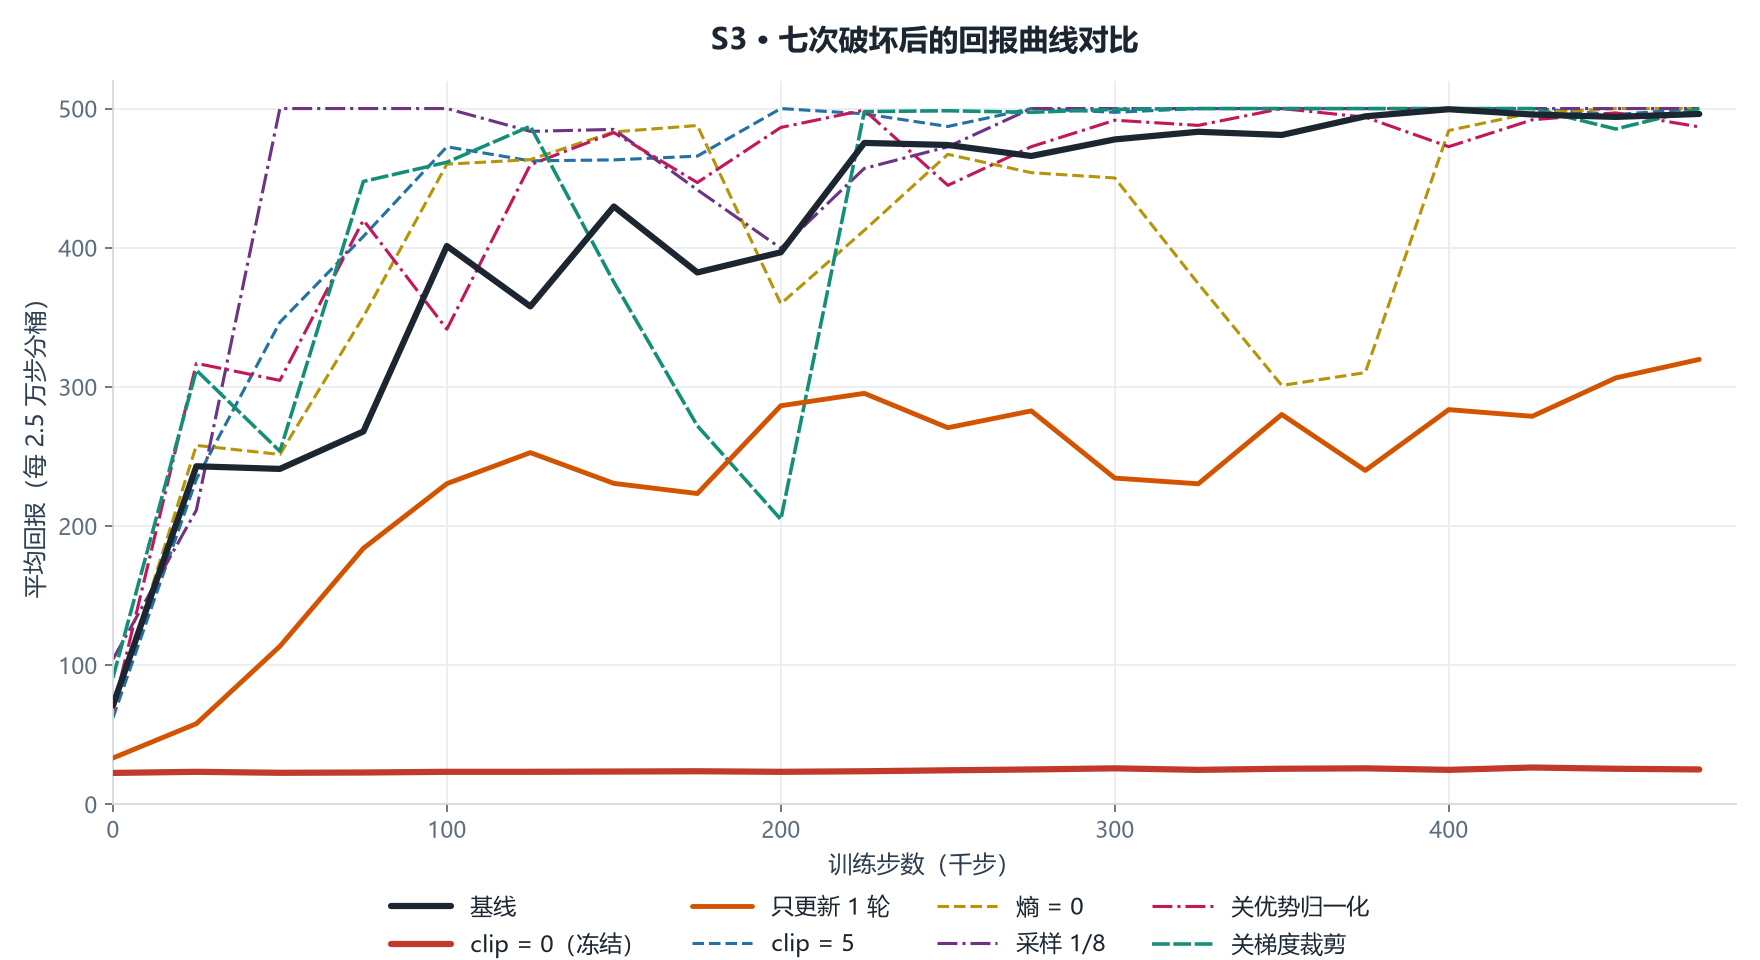 S3 • 七次破坏后的回报曲线对比
平均回报（每 2.5 万步分桶）
500
400
300
200
100
0
0 100 200 300 400
训练步数（千步）
基线 只更新 1 轮 熵 = 0 关优势归一化
clip = 0（冻结） clip = 5 采样 1/8 关梯度裁剪